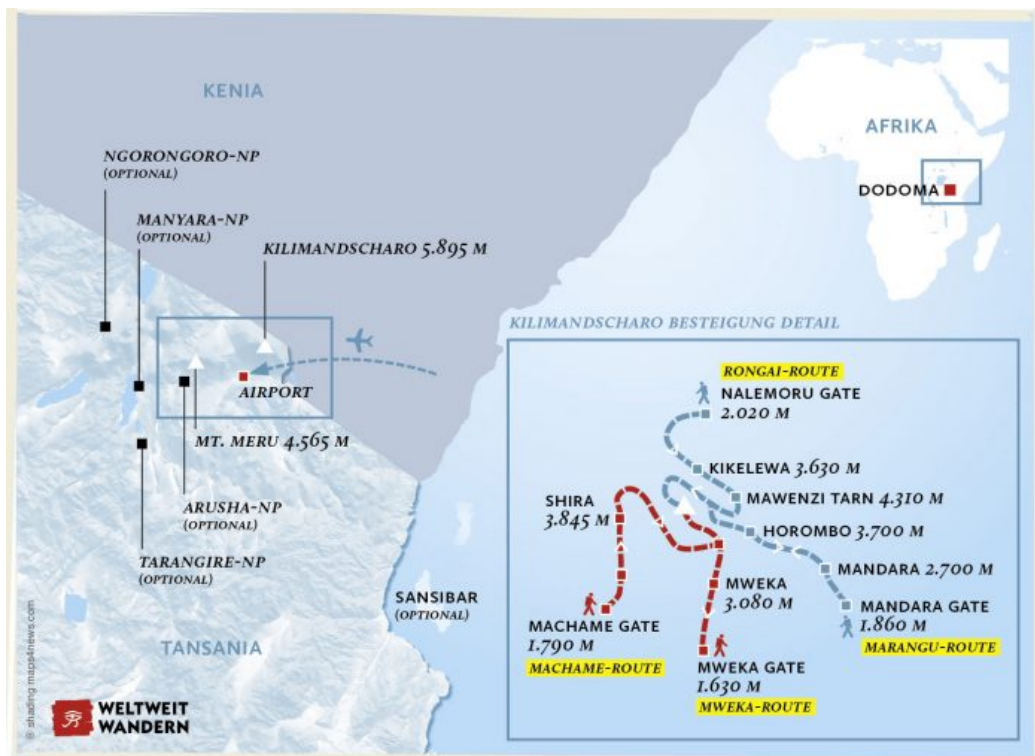 KENIA
NGORONGORO-NP
(OPTIONAL)
MANYARA-NP
(OPTIONAL)
KILIMANDSCHARO 5.895 M
AIRPORT
MT. MERU 4.565 M
ARUSHA-NP
(OPTIONAL)
TARANGIRE-NP
(OPTIONAL)
SANSIBAR
(OPTIONAL)
TANSANIA
© shading maps4news.com
WELTWEIT
WANDERN
AFRIKA
DODOMA
KILIMANDSCHARO BESTEIGUNG DETAIL
RONGAI-ROUTE
NALEMORU GATE
2.020 M
KIKELEWA 3.630 M
MAWENZI TARN 4.310 M
SHIRA
3.845 M
HOROMBO 3.700 M
MANDARA 2.700 M
MWEKA
3.080 M
MANDARA GATE
1.860 M
MARANGU-ROUTE
MACHAME GATE
1.790 M
MACHAME-ROUTE
MWEKA GATE
1.630 M
MWEKA-ROUTE